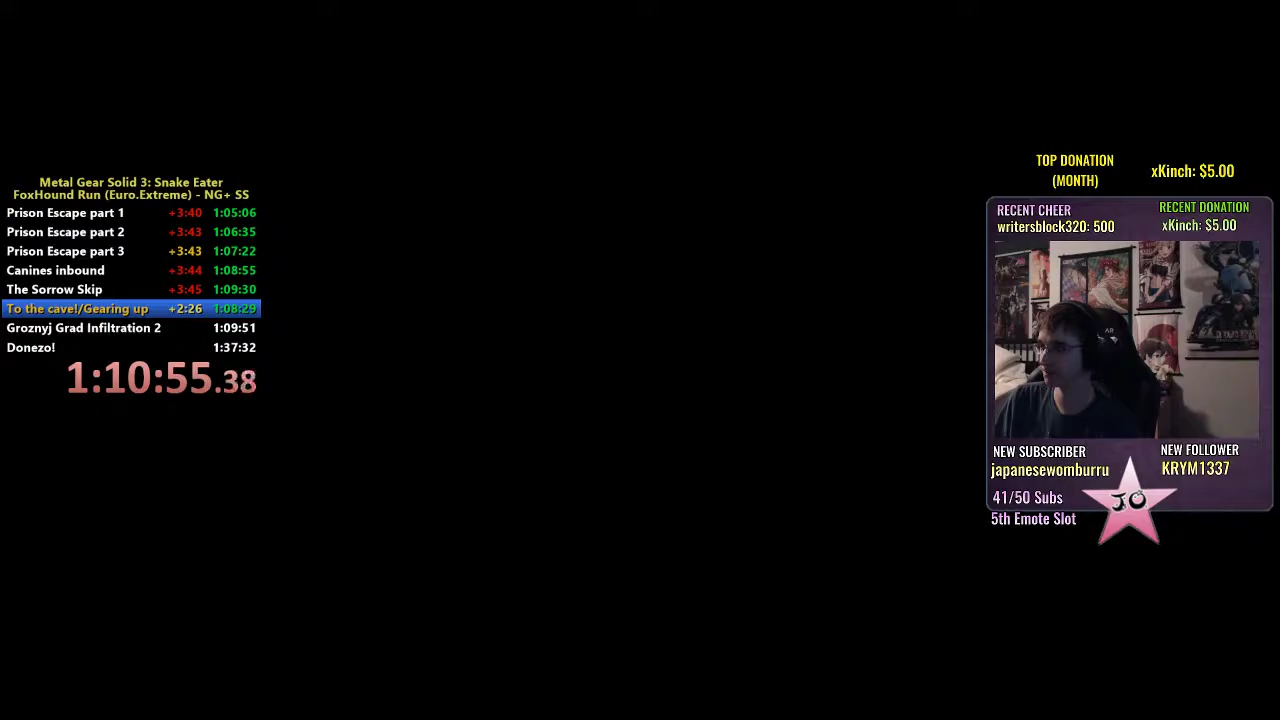 Metal Gear Solid 3: Snake Eater
FoxHound Run (Euro.Extreme) - NG+ SS
Prison Escape part 1 +3:40 1:05:06
Prison Escape part 2 +3:43 1:06:35
Prison Escape part 3 +3:43 1:07:22
Canines inbound +3:44 1:08:55
The Sorrow Skip +3:45 1:09:30
To the cave!/Gearing up +2:26 1:08:29
Groznyj Grad Infiltration 2 1:09:51
Donezo! 1:37:32
1:10:55.38
TOP DONATION
(MONTH)
xKinch: $5.00
RECENT CHEER
writersblock320: 500
RECENT DONATION
xKinch: $5.00
AR
NEW SUBSCRIBER
japanesewomburru
NEW FOLLOWER
KRYM1337
41/50 Subs
5th Emote Slot
JO